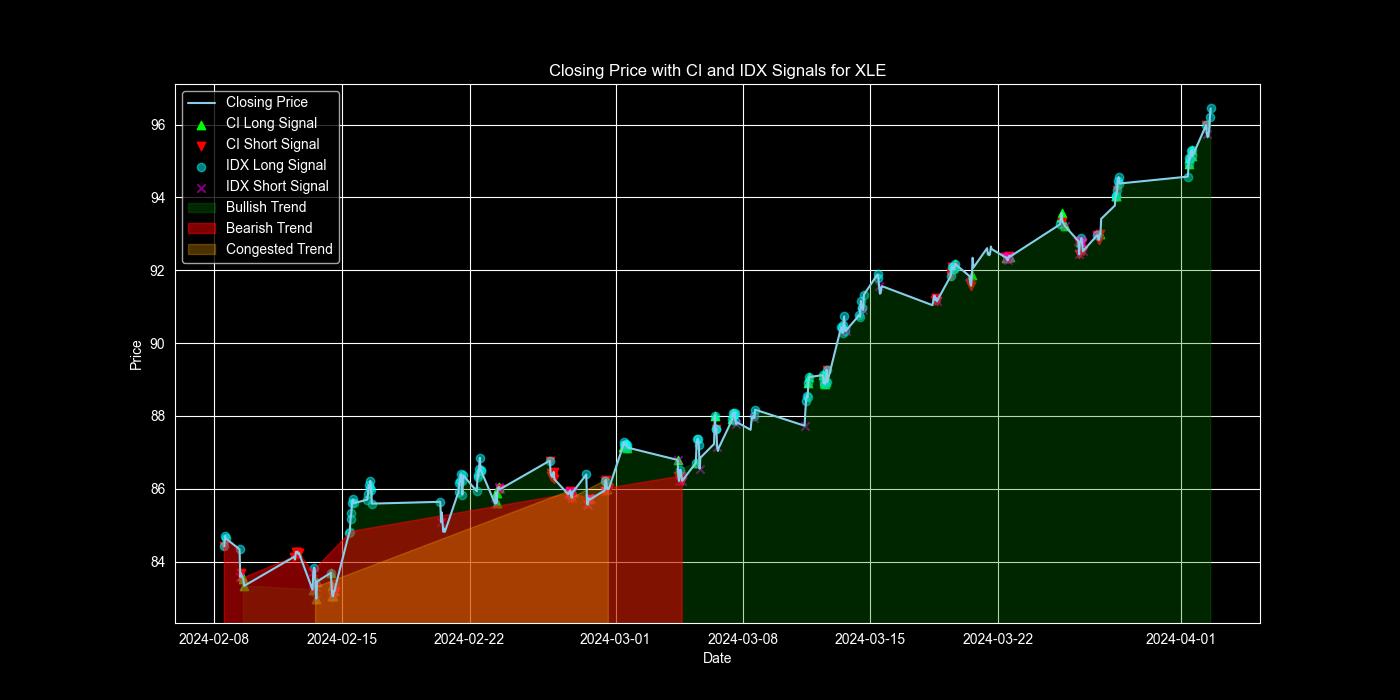 Closing Price with CI and IDX Signals for XLE
Closing Price
CI Long Signal
CI Short Signal
IDX Long Signal
IDX Short Signal
Bullish Trend
Bearish Trend
Congested Trend
96
94
92
90
88
86
84
Price
2024-02-08 2024-02-15 2024-02-22 2024-03-01 2024-03-08 2024-03-15 2024-03-22 2024-04-01
Date